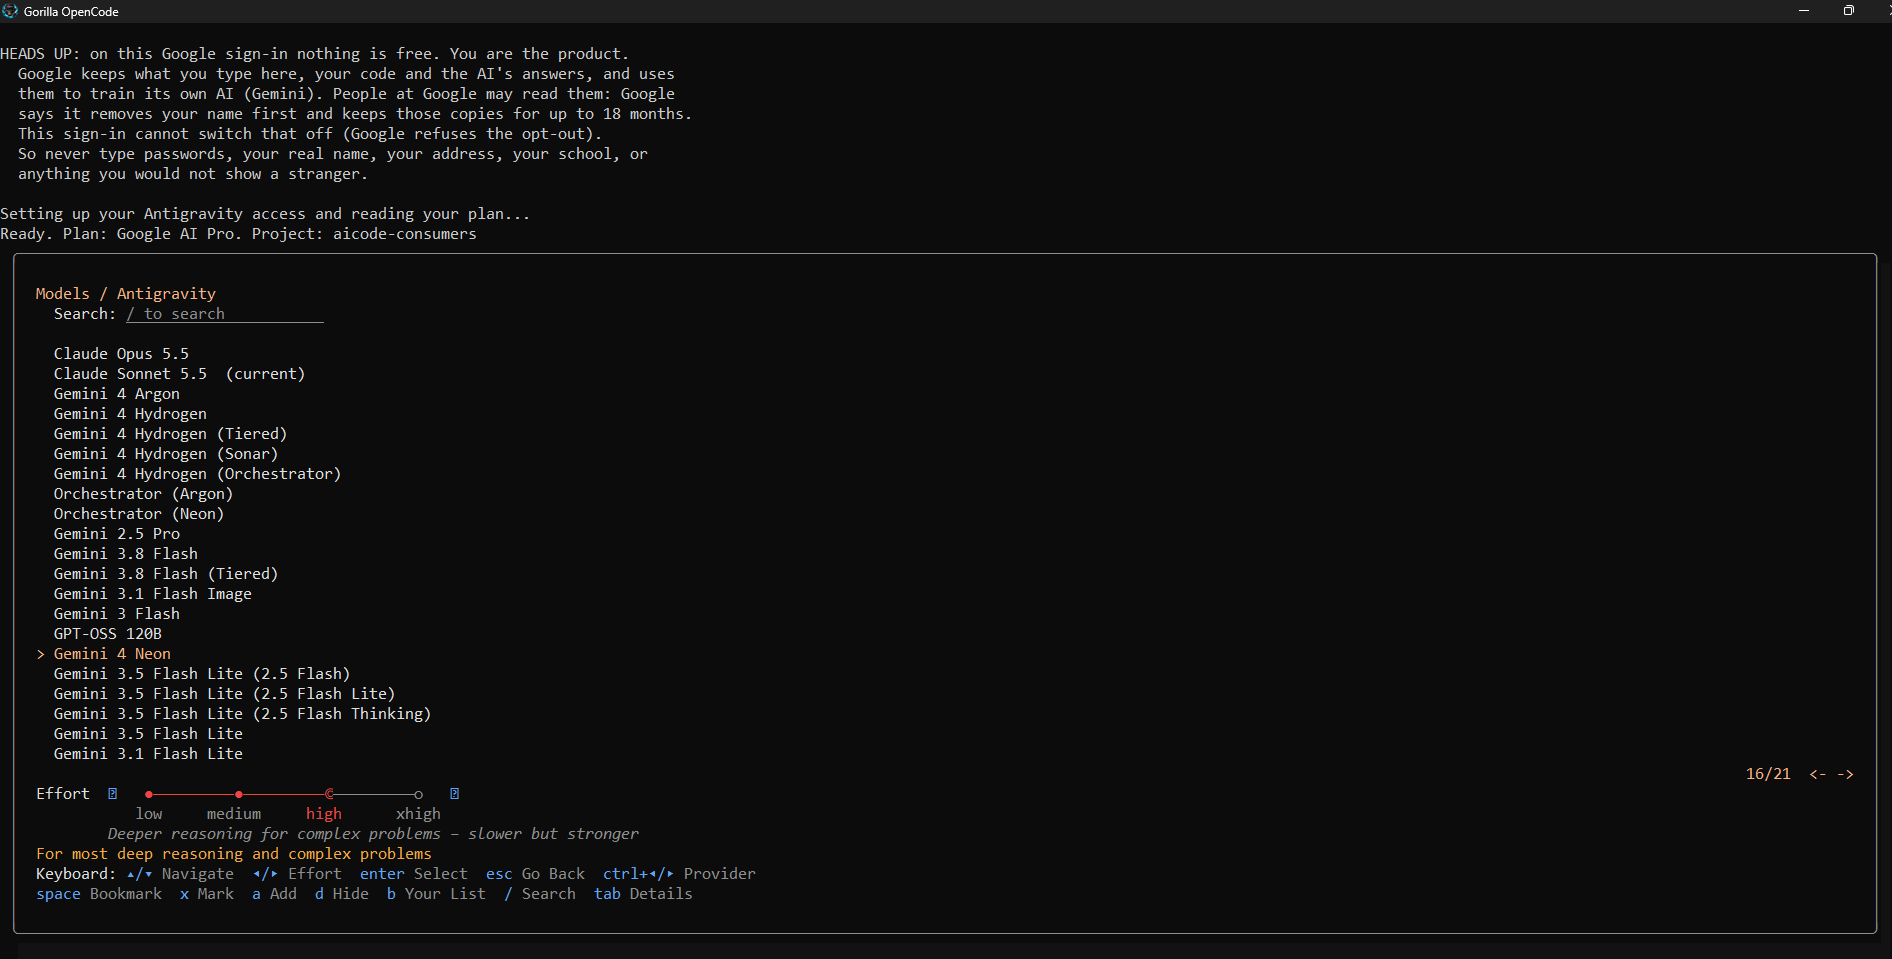 Gorilla OpenCode
HEADS UP: on this Google sign-in nothing is free. You are the product.
Google keeps what you type here, your code and the AI's answers, and uses
them to train its own AI (Gemini). People at Google may read them: Google
says it removes your name first and keeps those copies for up to 18 months.
This sign-in cannot switch that off (Google refuses the opt-out).
So never type passwords, your real name, your address, your school, or
anything you would not show a stranger.
Setting up your Antigravity access and reading your plan...
Ready. Plan: Google AI Pro. Project: aicode-consumers
Models / Antigravity
Search: / to search
Claude Opus 5.5
Claude Sonnet 5.5 (current)
Gemini 4 Argon
Gemini 4 Hydrogen
Gemini 4 Hydrogen (Tiered)
Gemini 4 Hydrogen (Sonar)
Gemini 4 Hydrogen (Orchestrator)
Orchestrator (Argon)
Orchestrator (Neon)
Gemini 2.5 Pro
Gemini 3.8 Flash
Gemini 3.8 Flash (Tiered)
Gemini 3.1 Flash Image
Gemini 3 Flash
GPT-OSS 120B
> Gemini 4 Neon
Gemini 3.5 Flash Lite (2.5 Flash)
Gemini 3.5 Flash Lite (2.5 Flash Lite)
Gemini 3.5 Flash Lite (2.5 Flash Thinking)
Gemini 3.5 Flash Lite
Gemini 3.1 Flash Lite
16/21 <- ->
Effort
low medium high xhigh
Deeper reasoning for complex problems – slower but stronger
For most deep reasoning and complex problems
Keyboard: ▴/▾ Navigate ◂/▸ Effort enter Select esc Go Back ctrl+◂/▸ Provider
space Bookmark x Mark a Add d Hide b Your List / Search tab Details